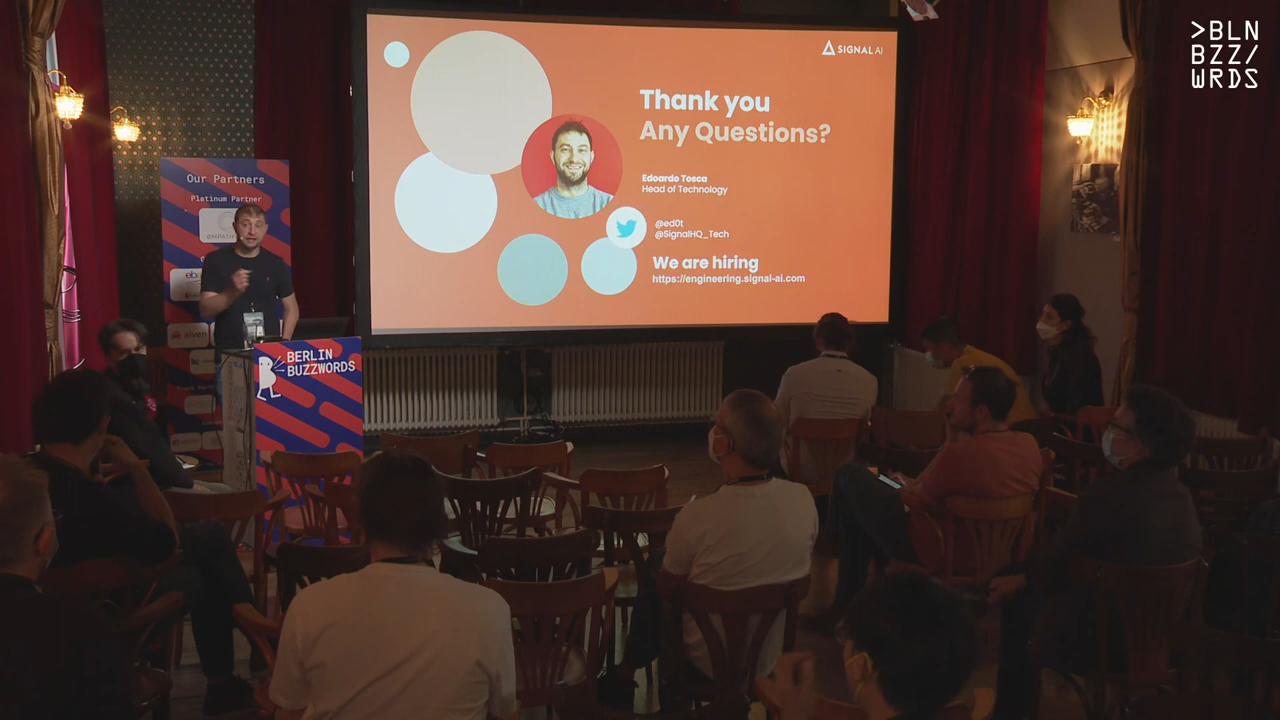 >BLN
BZZ/
WRDS
SIGNAL AI
Thank you
Any Questions?
Edoardo Tosca
Head of Technology
@ed0t
@SignalHQ_Tech
We are hiring
https://engineering.signal-ai.com
Our Partners
Platinum Partner
aiven
BERLIN
BUZZWORDS